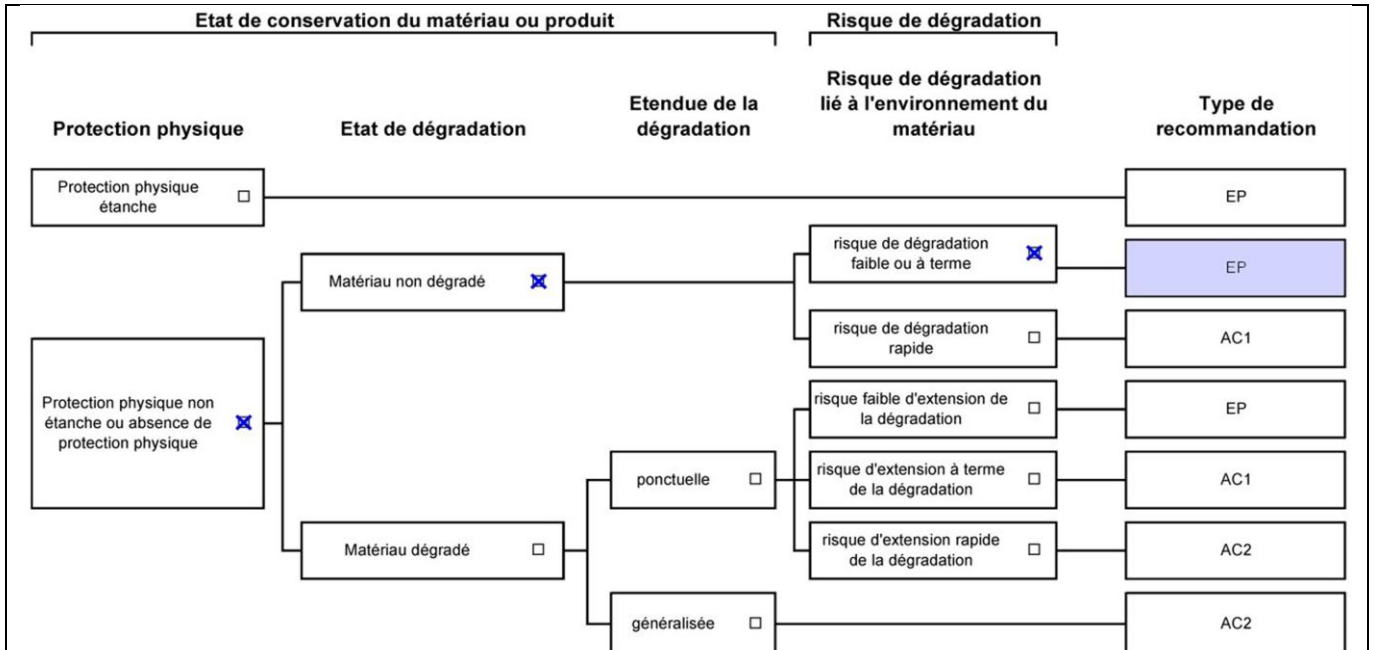 Etat de conservation du matériau ou produit
Risque de dégradation
Protection physique
Etat de dégradation
Etendue de la
dégradation
Risque de dégradation
lié à l'environnement du
matériau
Type de
recommandation
Protection physique
étanche
EP
risque de dégradation
faible ou à terme
EP
Matériau non dégradé
risque de dégradation
rapide
AC1
Protection physique non
étanche ou absence de
protection physique
risque faible d'extension de
la dégradation
EP
ponctuelle
risque d'extension à terme
de la dégradation
AC1
Matériau dégradé
risque d'extension rapide
de la dégradation
AC2
généralisée
AC2